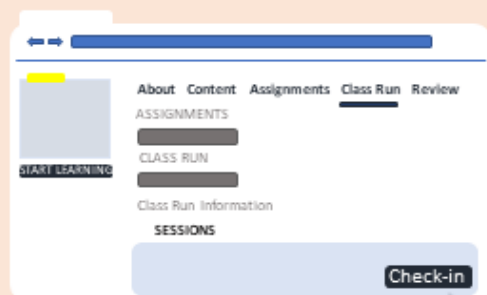 About Content Assignments Class Run Review
ASSIGNMENTS
CLASS RUN
START LEARNING
Class Run Information
SESSIONS
Check-in